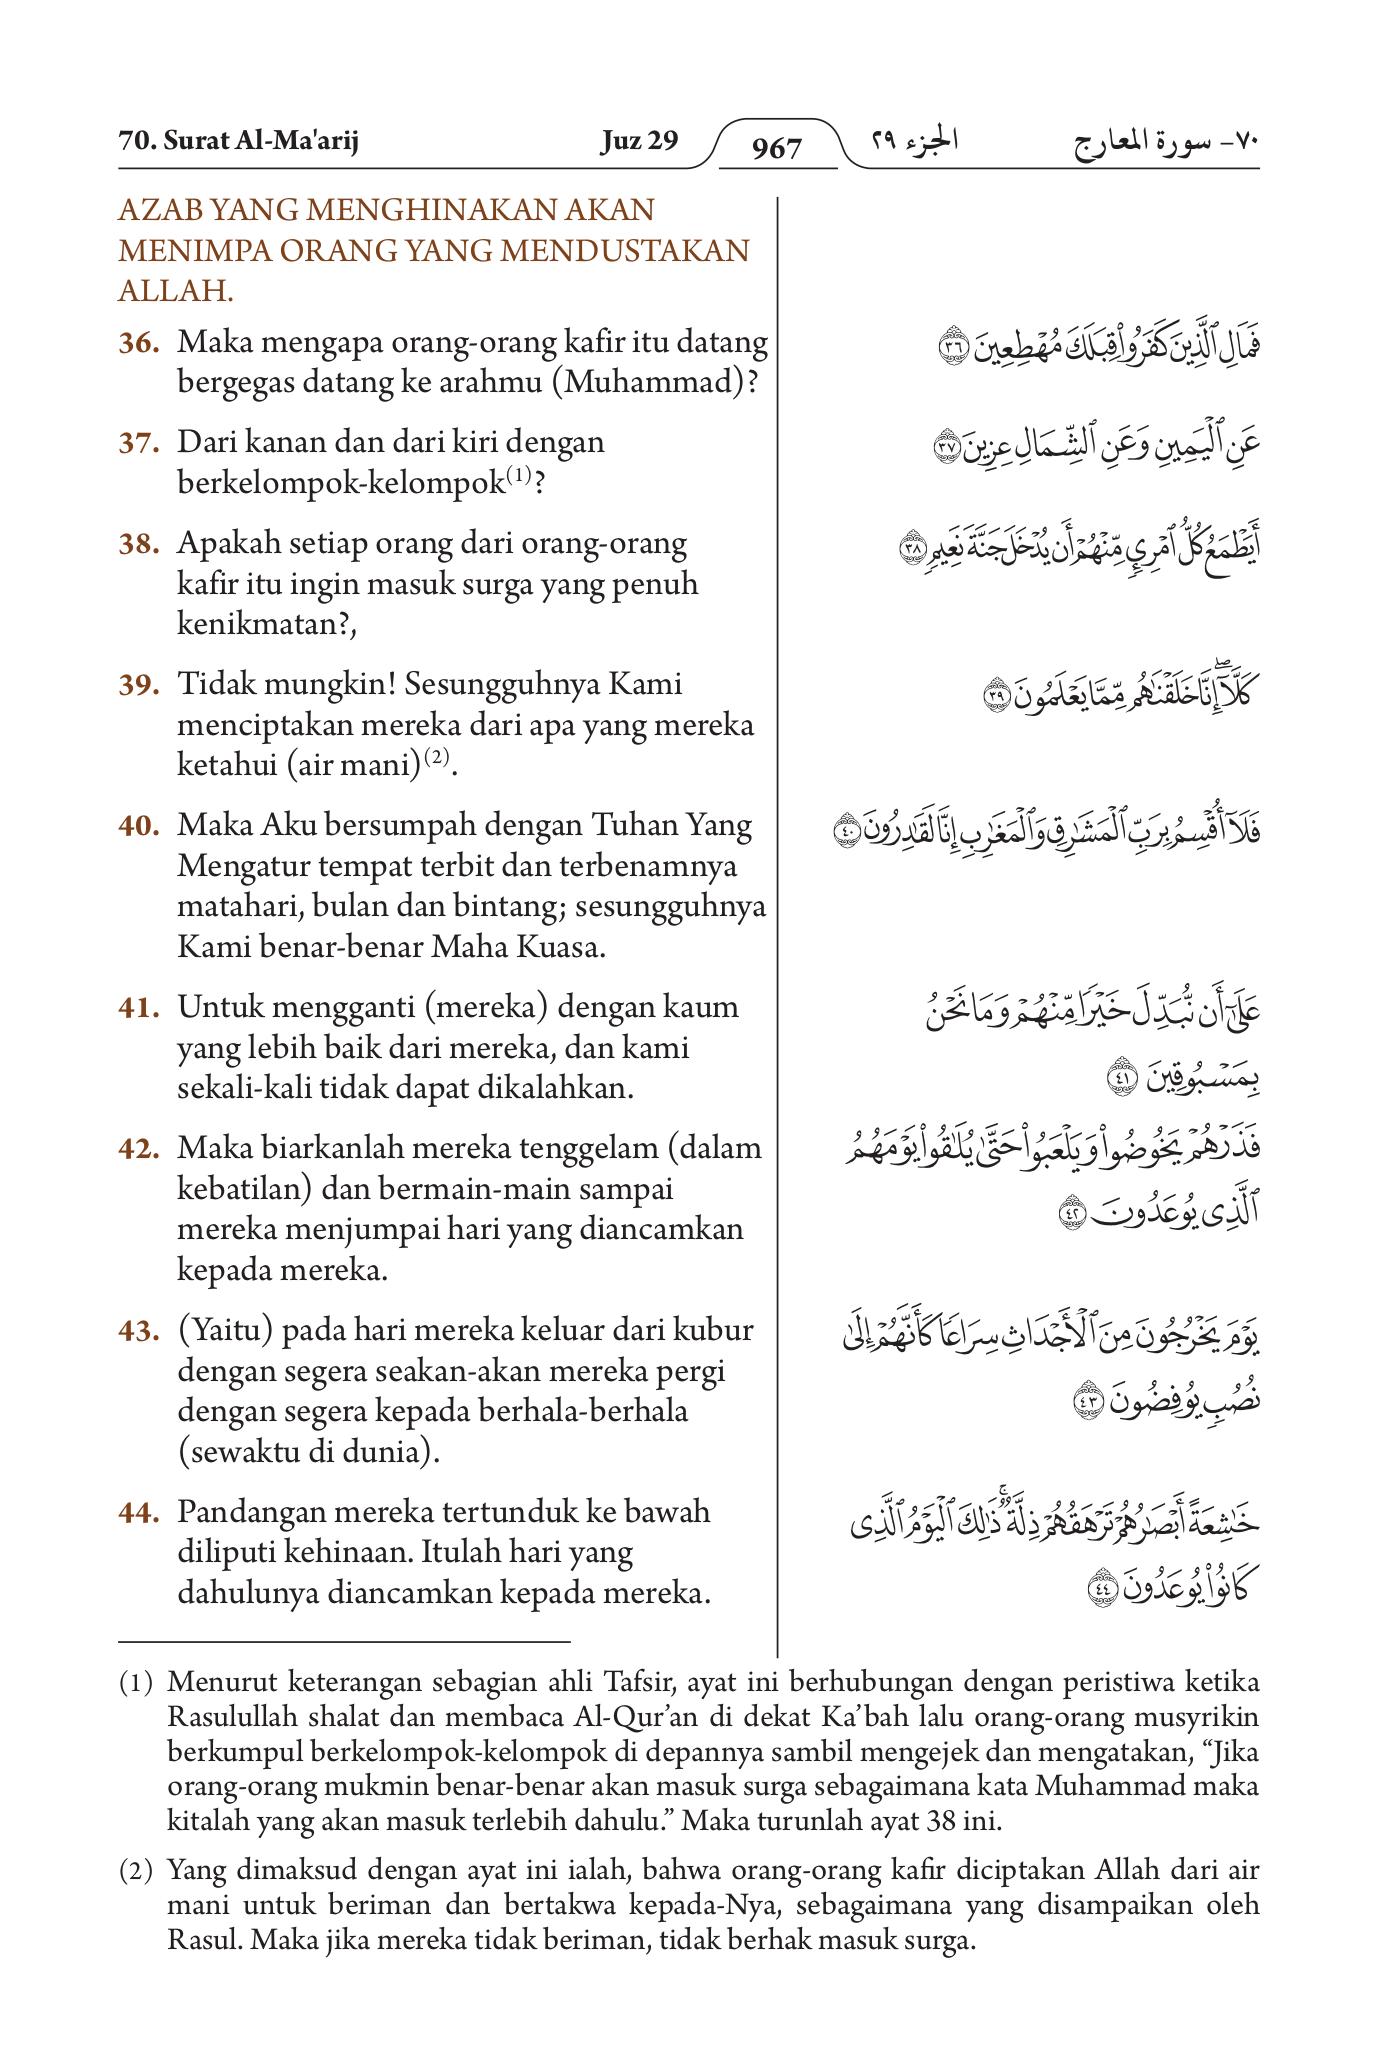 70. Surat Al-Ma'arij Juz 29 967 الجزء ٢٩ ٧٠- سورة المعارج
AZAB YANG MENGHINAKAN AKAN
MENIMPA ORANG YANG MENDUSTAKAN
ALLAH.
36. Maka mengapa orang-orang kafir itu datang
bergegas datang ke arahmu (Muhammad)?
37. Dari kanan dan dari kiri dengan
berkelompok-kelompok(1)?
38. Apakah setiap orang dari orang-orang
kafir itu ingin masuk surga yang penuh
kenikmatan?,
39. Tidak mungkin! Sesungguhnya Kami
menciptakan mereka dari apa yang mereka
ketahui (air mani)(2).
40. Maka Aku bersumpah dengan Tuhan Yang
Mengatur tempat terbit dan terbenamnya
matahari, bulan dan bintang; sesungguhnya
Kami benar-benar Maha Kuasa.
41. Untuk mengganti (mereka) dengan kaum
yang lebih baik dari mereka, dan kami
sekali-kali tidak dapat dikalahkan.
42. Maka biarkanlah mereka tenggelam (dalam
kebatilan) dan bermain-main sampai
mereka menjumpai hari yang diancamkan
kepada mereka.
43. (Yaitu) pada hari mereka keluar dari kubur
dengan segera seakan-akan mereka pergi
dengan segera kepada berhala-berhala
(sewaktu di dunia).
44. Pandangan mereka tertunduk ke bawah
diliputi kehinaan. Itulah hari yang
dahulunya diancamkan kepada mereka.
فَمَالِ ٱلَّذِينَ كَفَرُوا۟ قِبَلَكَ مُهْطِعِينَ ٣٦
عَنِ ٱلْيَمِينِ وَعَنِ ٱلشِّمَالِ عِزِينَ ٣٧
أَيَطْمَعُ كُلُّ ٱمْرِئٍ مِّنْهُمْ أَن يُدْخَلَ جَنَّةَ نَعِيمٍ ٣٨
كَلَّآ ۖ إِنَّا خَلَقْنَٰهُم مِّمَّا يَعْلَمُونَ ٣٩
فَلَآ أُقْسِمُ بِرَبِّ ٱلْمَشَٰرِقِ وَٱلْمَغَٰرِبِ إِنَّا لَقَٰدِرُونَ ٤٠
عَلَىٰٓ أَن نُّبَدِّلَ خَيْرًا مِّنْهُمْ وَمَا نَحْنُ
بِمَسْبُوقِينَ ٤١
فَذَرْهُمْ يَخُوضُوا۟ وَيَلْعَبُوا۟ حَتَّىٰ يُلَٰقُوا۟ يَوْمَهُمُ
ٱلَّذِى يُوعَدُونَ ٤٢
يَوْمَ يَخْرُجُونَ مِنَ ٱلْأَجْدَاثِ سِرَاعًا كَأَنَّهُمْ إِلَىٰ
نُصُبٍ يُوفِضُونَ ٤٣
خَٰشِعَةً أَبْصَٰرُهُمْ تَرْهَقُهُمْ ذِلَّةٌ ۚ ذَٰلِكَ ٱلْيَوْمُ ٱلَّذِى
كَانُوا۟ يُوعَدُونَ ٤٤
(1) Menurut keterangan sebagian ahli Tafsir, ayat ini berhubungan dengan peristiwa ketika
Rasulullah shalat dan membaca Al-Qur’an di dekat Ka’bah lalu orang-orang musyrikin
berkumpul berkelompok-kelompok di depannya sambil mengejek dan mengatakan, “Jika
orang-orang mukmin benar-benar akan masuk surga sebagaimana kata Muhammad maka
kitalah yang akan masuk terlebih dahulu.” Maka turunlah ayat 38 ini.
(2) Yang dimaksud dengan ayat ini ialah, bahwa orang-orang kafir diciptakan Allah dari air
mani untuk beriman dan bertakwa kepada-Nya, sebagaimana yang disampaikan oleh
Rasul. Maka jika mereka tidak beriman, tidak berhak masuk surga.